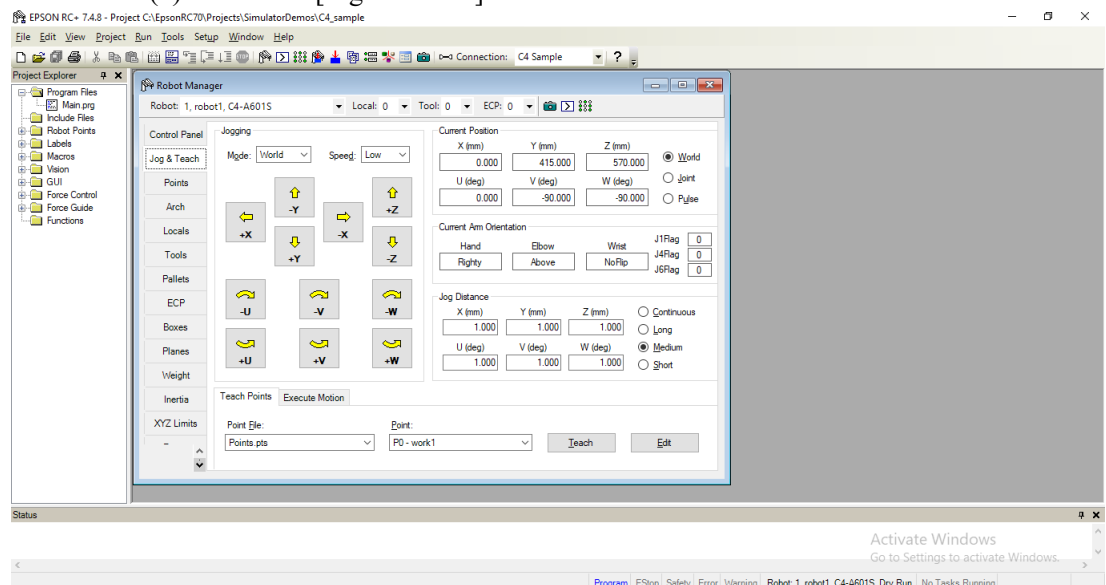 EPSON RC+ 7.4.8 - Project C:\EpsonRC70\Projects\SimulatorDemos\C4_sample
File Edit View Project Run Tools Setup Window Help
Connection: C4 Sample
Project Explorer
Program Files
Main.prg
Include Files
Robot Points
Labels
Macros
Vision
GUI
Force Control
Force Guide
Functions
Robot Manager
Robot: 1, robot1, C4-A601S Local: 0 Tool: 0 ECP: 0
Control Panel
Jog & Teach
Points
Arch
Locals
Tools
Pallets
ECP
Boxes
Planes
Weight
Inertia
XYZ Limits
Jogging
Mode: World Speed: Low
-Y +Z
+X -X
+Y -Z
-U -V -W
+U +V +W
Current Position
X (mm) Y (mm) Z (mm)
0.000 415.000 570.000
U (deg) V (deg) W (deg)
0.000 -90.000 -90.000
World
Joint
Pulse
Current Arm Orientation
Hand Elbow Wrist
Righty Above NoFlip
J1Flag 0
J4Flag 0
J6Flag 0
Jog Distance
X (mm) Y (mm) Z (mm)
1.000 1.000 1.000
U (deg) V (deg) W (deg)
1.000 1.000 1.000
Continuous
Long
Medium
Short
Teach Points Execute Motion
Point File: Point:
Points.pts P0 - work1 Teach Edit
Status
Activate Windows
Go to Settings to activate Windows.
Program EStop Safety Error Warning Robot: 1, robot1, C4-A601S, Dry Run No Tasks Running